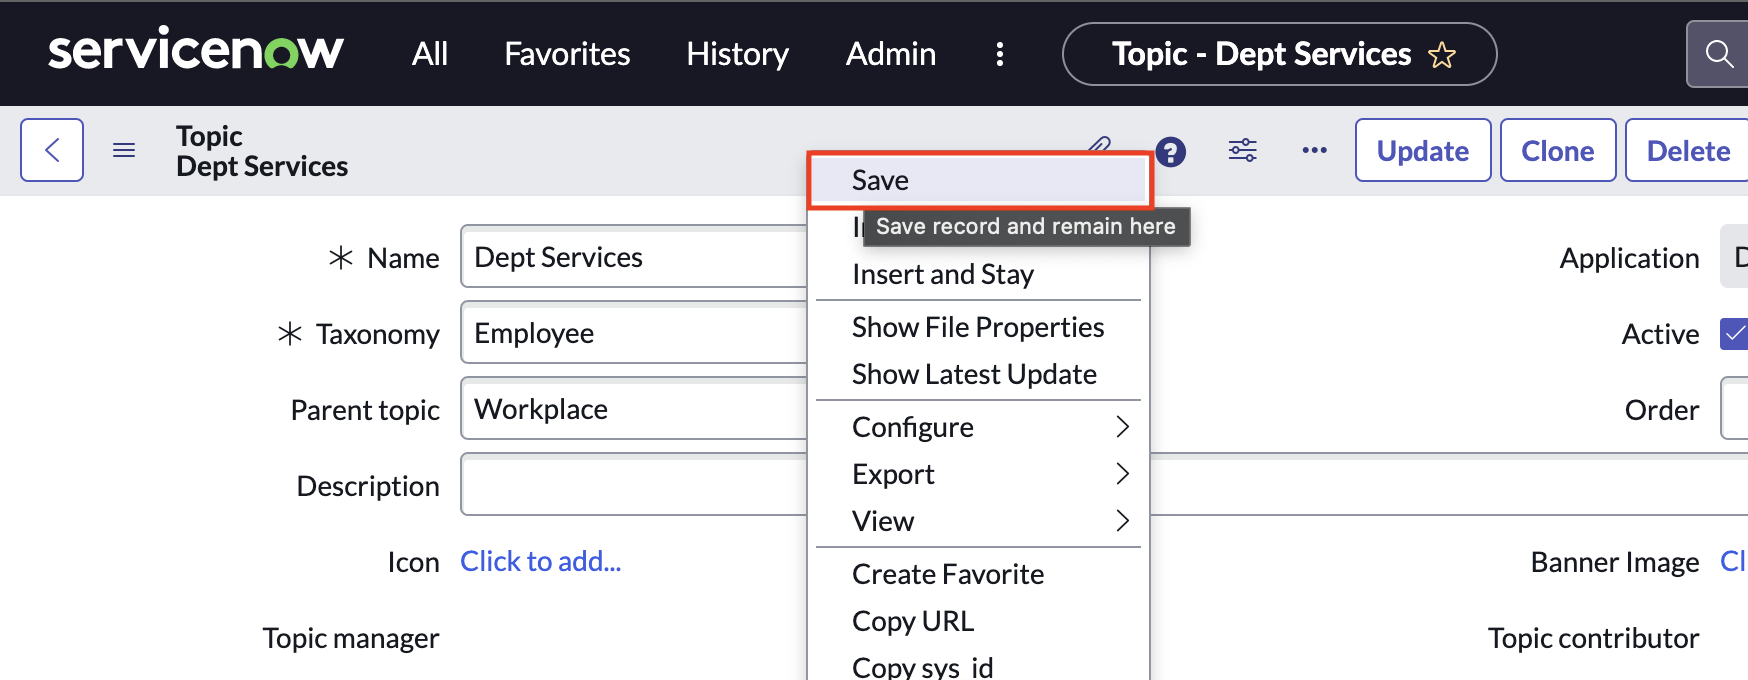 servicenow All Favorites History Admin Topic - Dept Services
Topic
Dept Services
Update Clone Delete
Save
Save record and remain here
Insert and Stay
Show File Properties
Show Latest Update
Configure
Export
View
Create Favorite
Copy URL
Copy sys_id
Name Dept Services
Taxonomy Employee
Parent topic Workplace
Description
Icon Click to add...
Topic manager
Application
Active
Order
Banner Image
Topic contributor